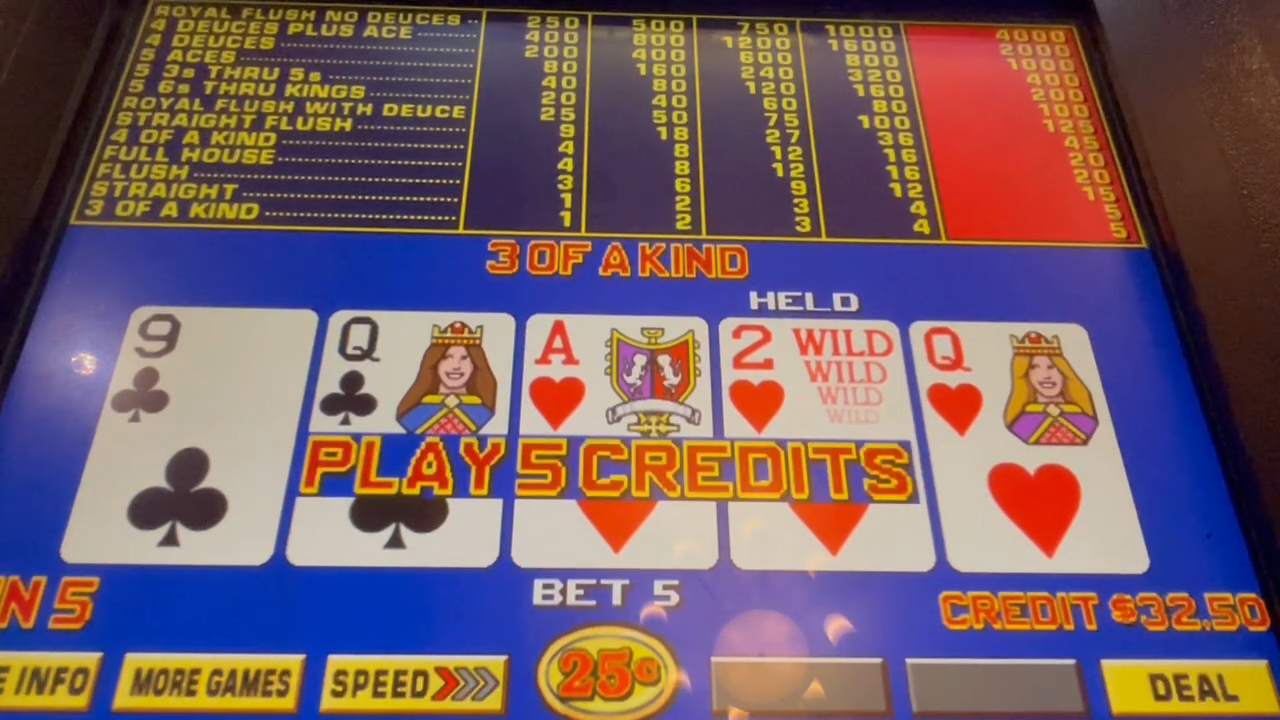 ROYAL FLUSH NO DEUCES .. 250 500 750 1000 4000
4 DEUCES PLUS ACE 400 800 1200 1600 2000
4 DEUCES 200 400 600 800 1000
5 ACES 80 160 240 320 400
5 3s THRU 5s 40 80 120 160 200
5 6s THRU KINGS 20 40 60 80 100
ROYAL FLUSH WITH DEUCE 25 50 75 100 125
STRAIGHT FLUSH 9 18 27 36 45
4 OF A KIND 4 8 12 16 20
FULL HOUSE 4 8 12 16 20
FLUSH 3 6 9 12 15
STRAIGHT 1 2 3 4 5
3 OF A KIND 1 2 3 4 5
3 OF A KIND
HELD
9 Q A 2 WILD Q
WILD
WILD
WILD
PLAY 5 CREDITS
N 5 BET 5 CREDIT $32.50
E INFO MORE GAMES SPEED 25¢ DEAL